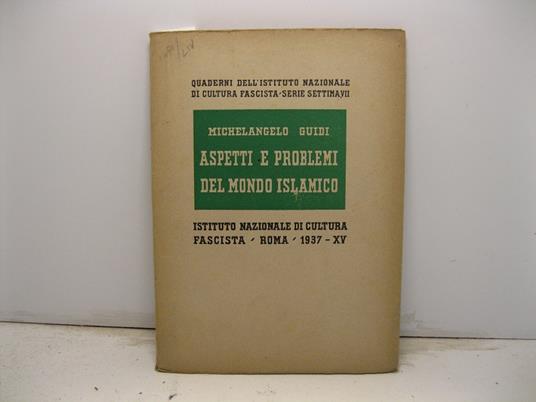 QUADERNI DELL'ISTITUTO NAZIONALE
DI CULTURA FASCISTA-SERIE SETTIMA,VII
MICHELANGELO GUIDI
ASPETTI E PROBLEMI
DEL MONDO ISLAMICO
ISTITUTO NAZIONALE DI CULTURA
FASCISTA - ROMA - 1937 - XV